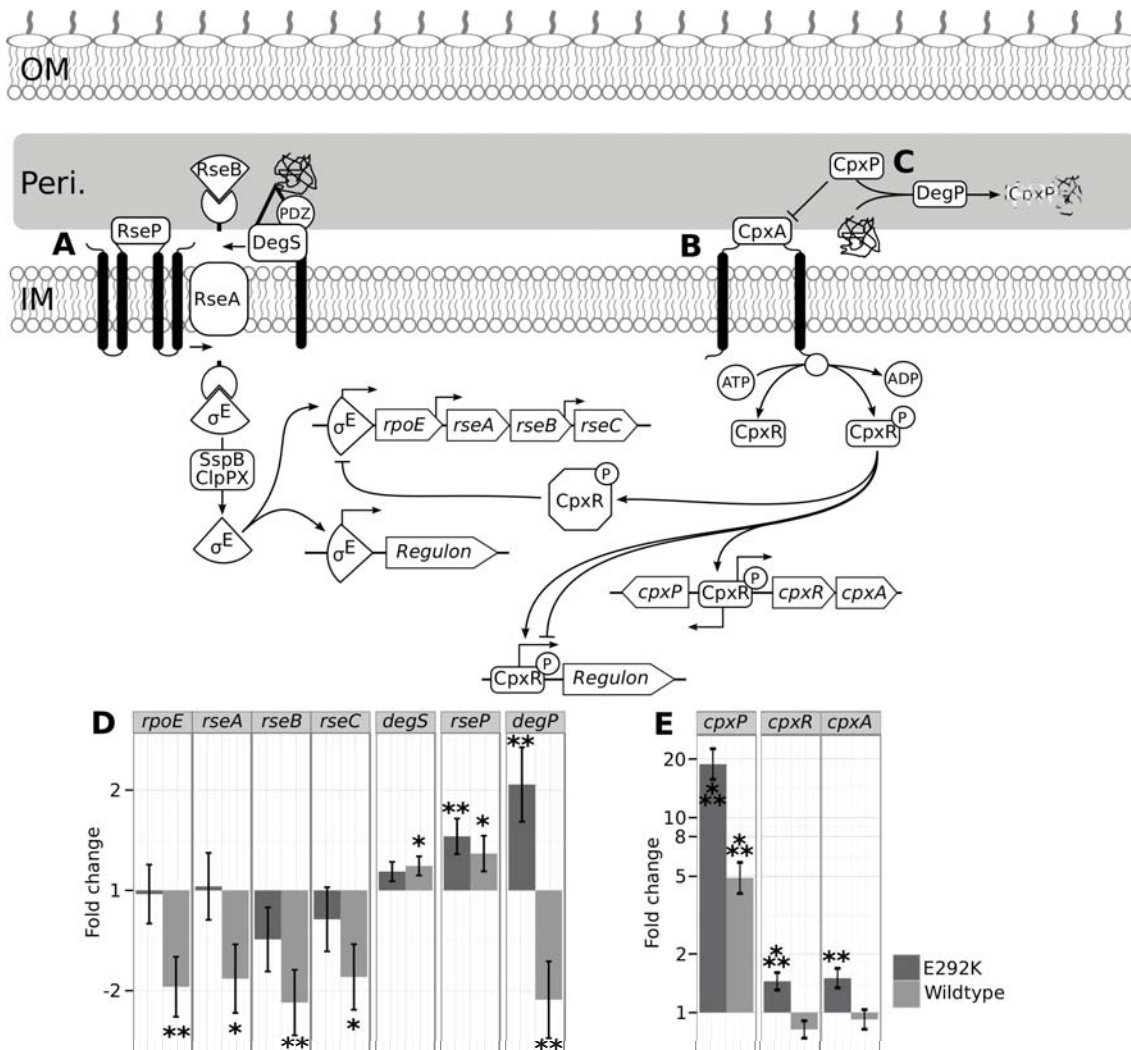 OM
Peri.
RseB
PDZ
CpxP
C
DegP
CpxP
A
RseP
DegS
B
CpxA
IM
RseA
ATP
ADP
CpxR
CpxR
P
σE
σE
rpoE
rseA
rseB
rseC
SspB
ClpPX
CpxR
P
σE
σE
Regulon
cpxP
CpxR
P
cpxR
cpxA
CpxR
P
Regulon
D
rpoE
rseA
rseB
rseC
degS
rseP
degP
Fold change
2
1
-2
**
*
**
*
*
**
*
**
**
E
cpxP
cpxR
cpxA
Fold change
20
10
8
5
2
1
*
**
*
**
*
**
**
E292K
Wildtype